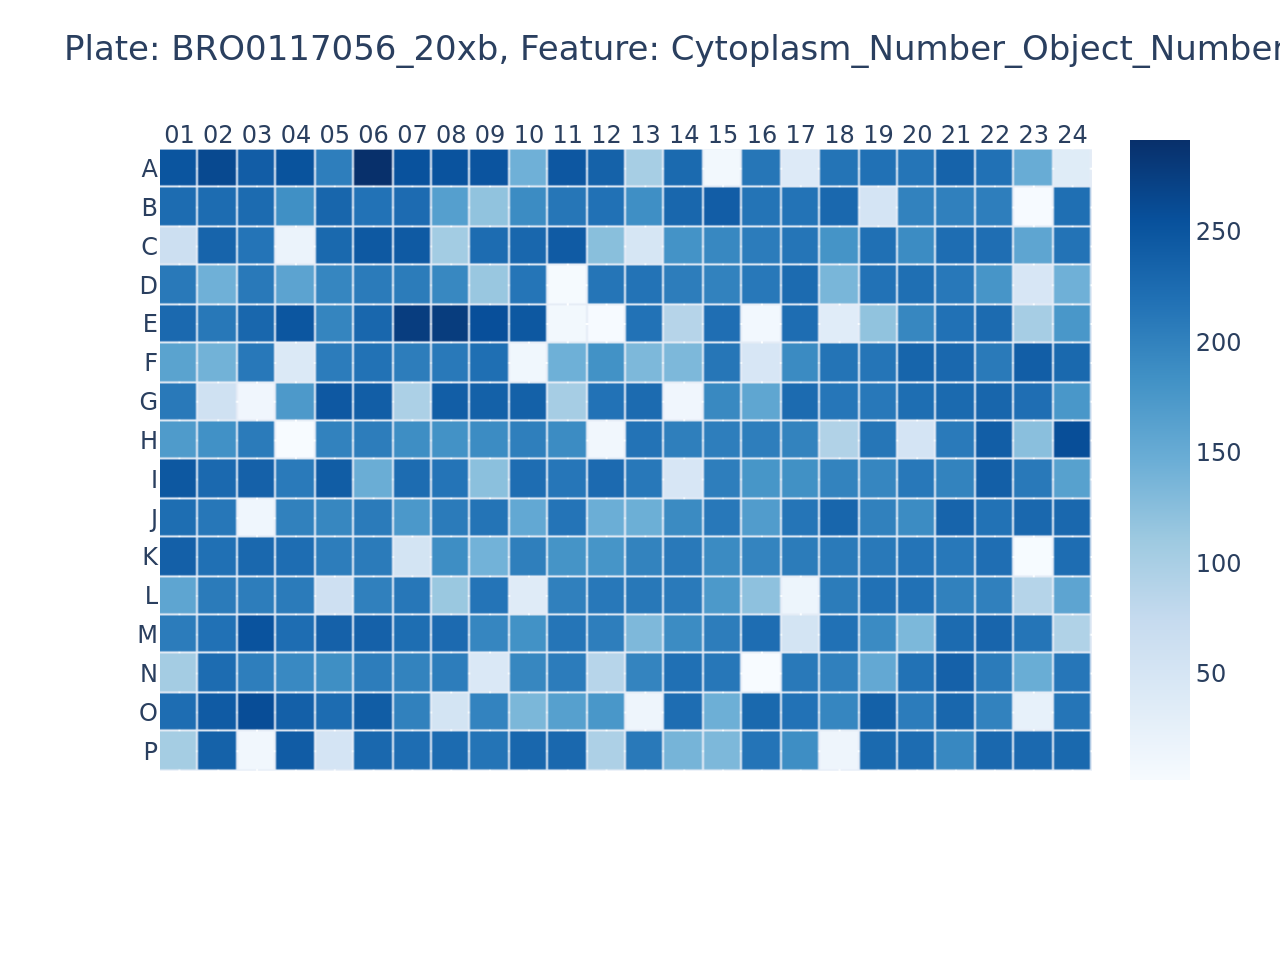 Plate: BRO0117056_20xb, Feature: Cytoplasm_Number_Object_Number
01 02 03 04 05 06 07 08 09 10 11 12 13 14 15 16 17 18 19 20 21 22 23 24
A
B
C
D
E
F
G
H
I
J
K
L
M
N
O
P
250
200
150
100
50